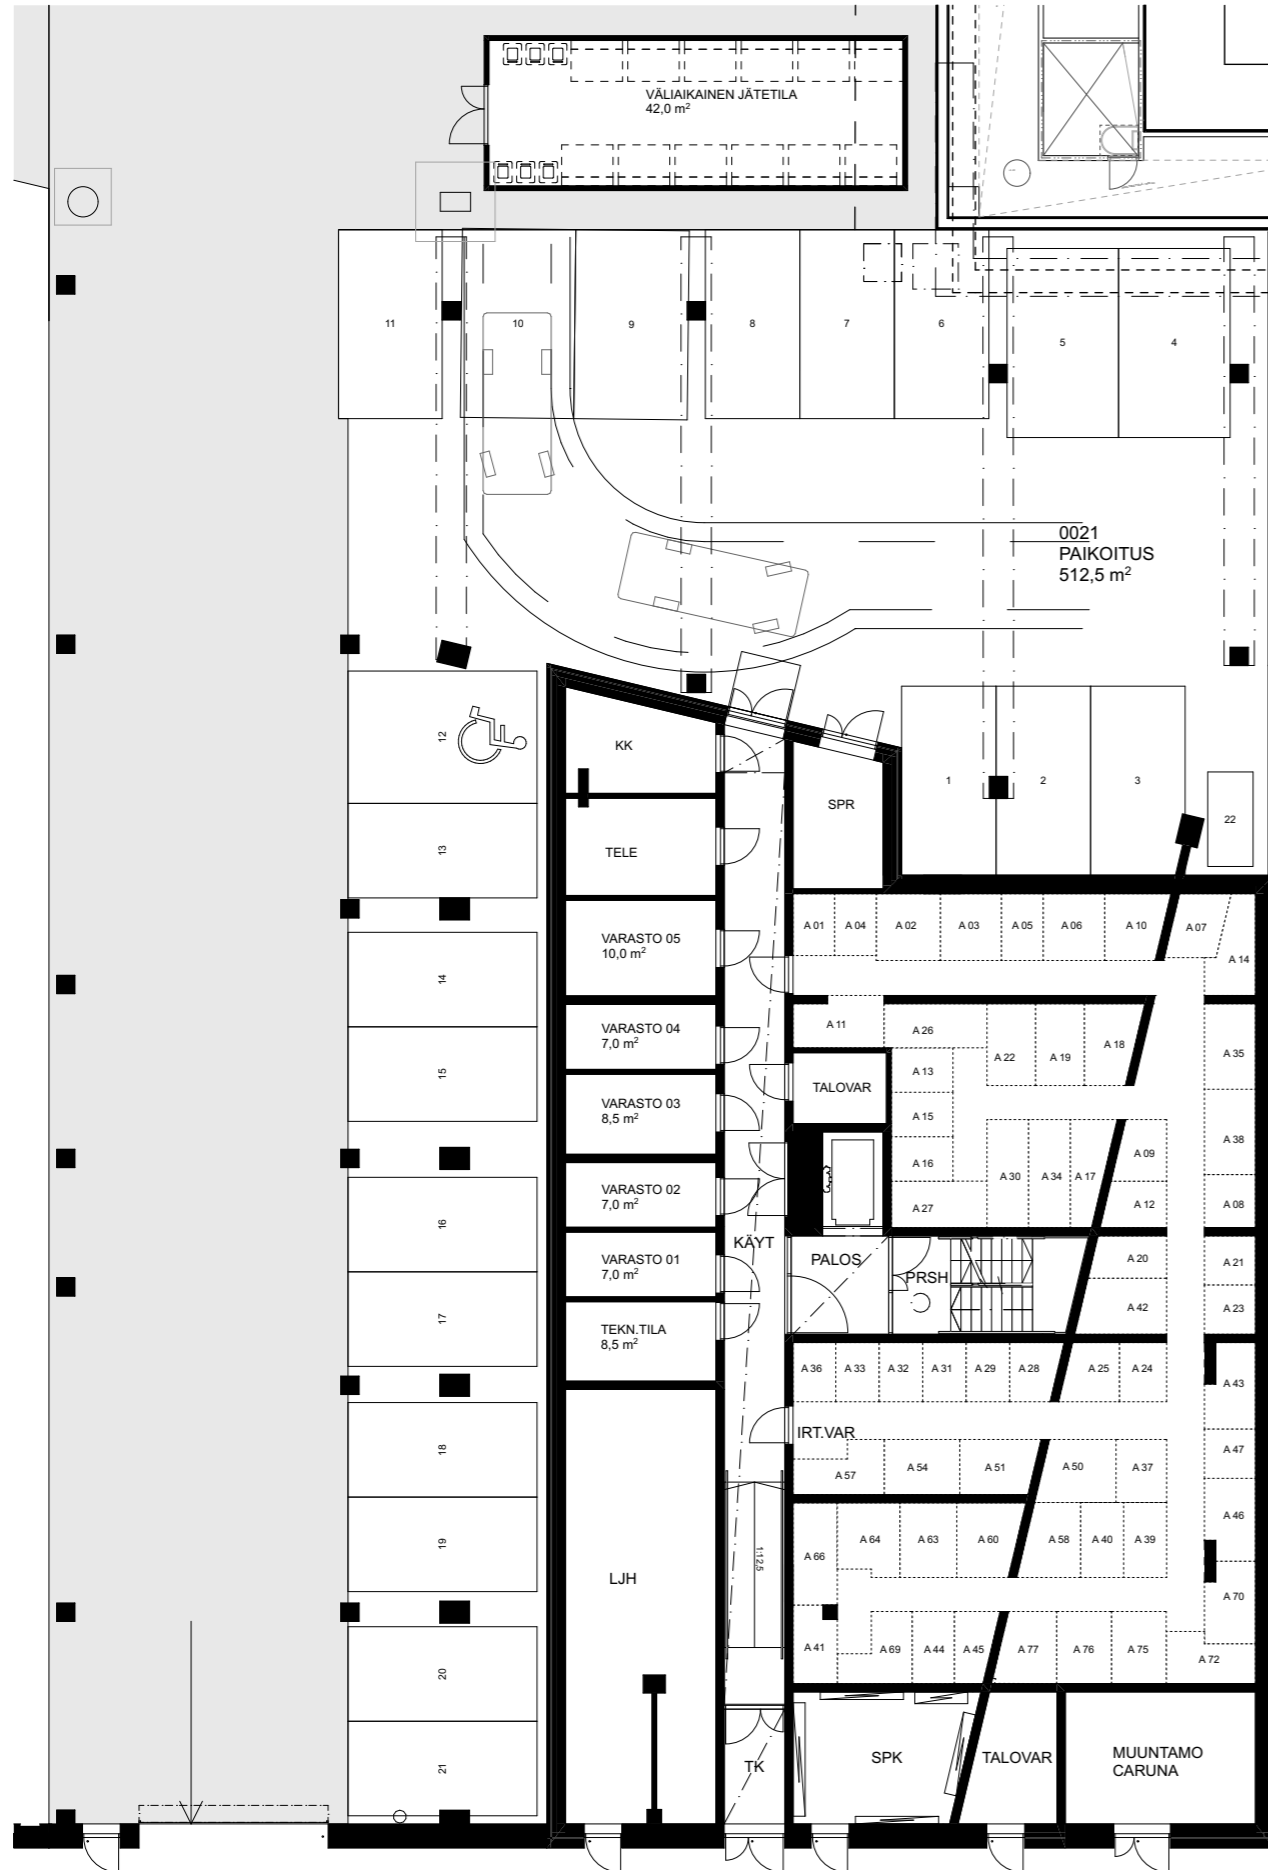 VÄLIAIKAINEN JÄTETILA
42,0 m²
11
10
9
8
7
6
5
4
0021
PAIKOITUS
512,5 m²
12
13
14
15
16
17
18
19
20
21
1
2
3
22
KK
SPR
TELE
VARASTO 05
10,0 m²
VARASTO 04
7,0 m²
VARASTO 03
8,5 m²
VARASTO 02
7,0 m²
VARASTO 01
7,0 m²
TEKN.TILA
8,5 m²
LJH
KÄYT
1:12,5
TK
A 01
A 04
A 02
A 03
A 05
A 06
A 10
A 07
A 14
A 11
A 26
A 22
A 19
A 18
A 35
A 13
TALOVAR
A 15
A 16
A 27
A 30
A 34
A 17
A 09
A 12
A 38
A 08
PALOS
PRSH
A 20
A 42
A 21
A 23
A 36
A 33
A 32
A 31
A 29
A 28
A 25
A 24
A 43
IRT.VAR
A 57
A 54
A 51
A 50
A 37
A 47
A 46
A 66
A 64
A 63
A 60
A 58
A 40
A 39
A 70
A 41
A 69
A 44
A 45
A 77
A 76
A 75
A 72
SPK
TALOVAR
MUUNTAMO
CARUNA